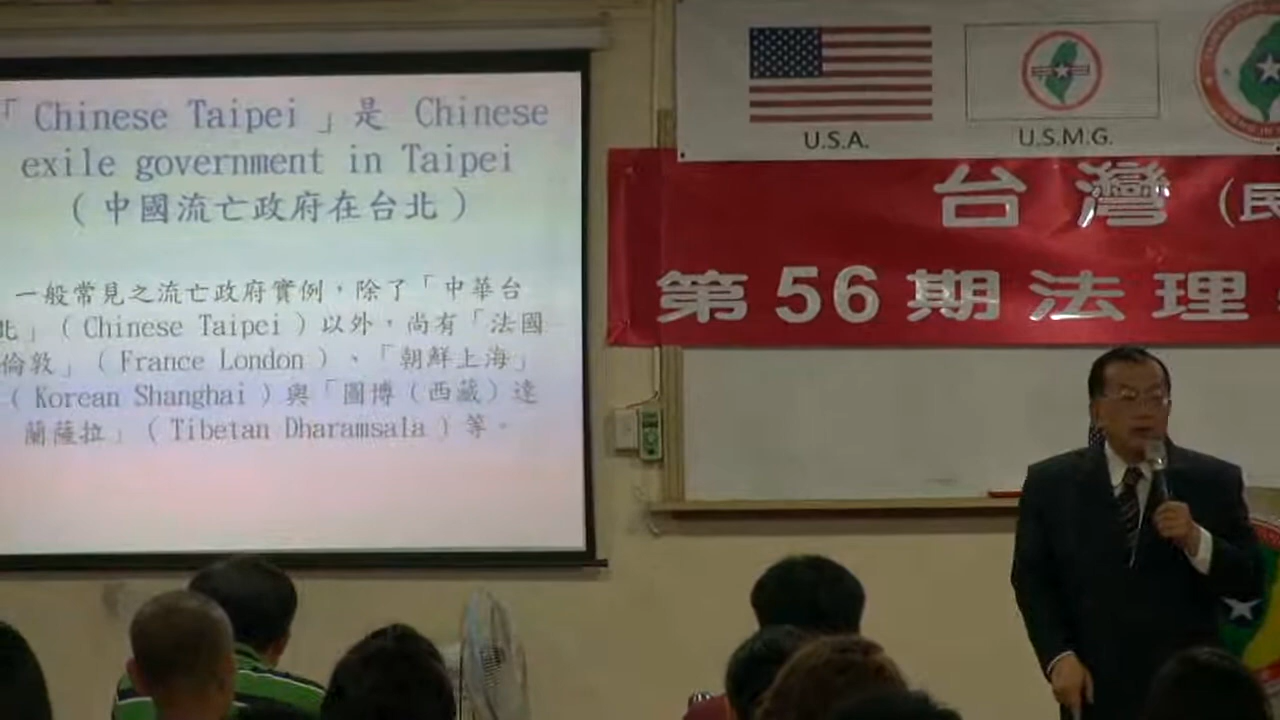 「 Chinese Taipei 」是 Chinese
exile government in Taipei
( 中國流亡政府在台北 )
一般常見之流亡政府實例，除了「中華台
北」( Chinese Taipei ) 以外，尚有「法國
倫敦」( France London )、「朝鮮上海」
( Korean Shanghai ) 與「圖博 (西藏) 達
蘭薩拉」( Tibetan Dharamsala ) 等。
U.S.A.
U.S.M.G.
台灣 (民
第56期法理